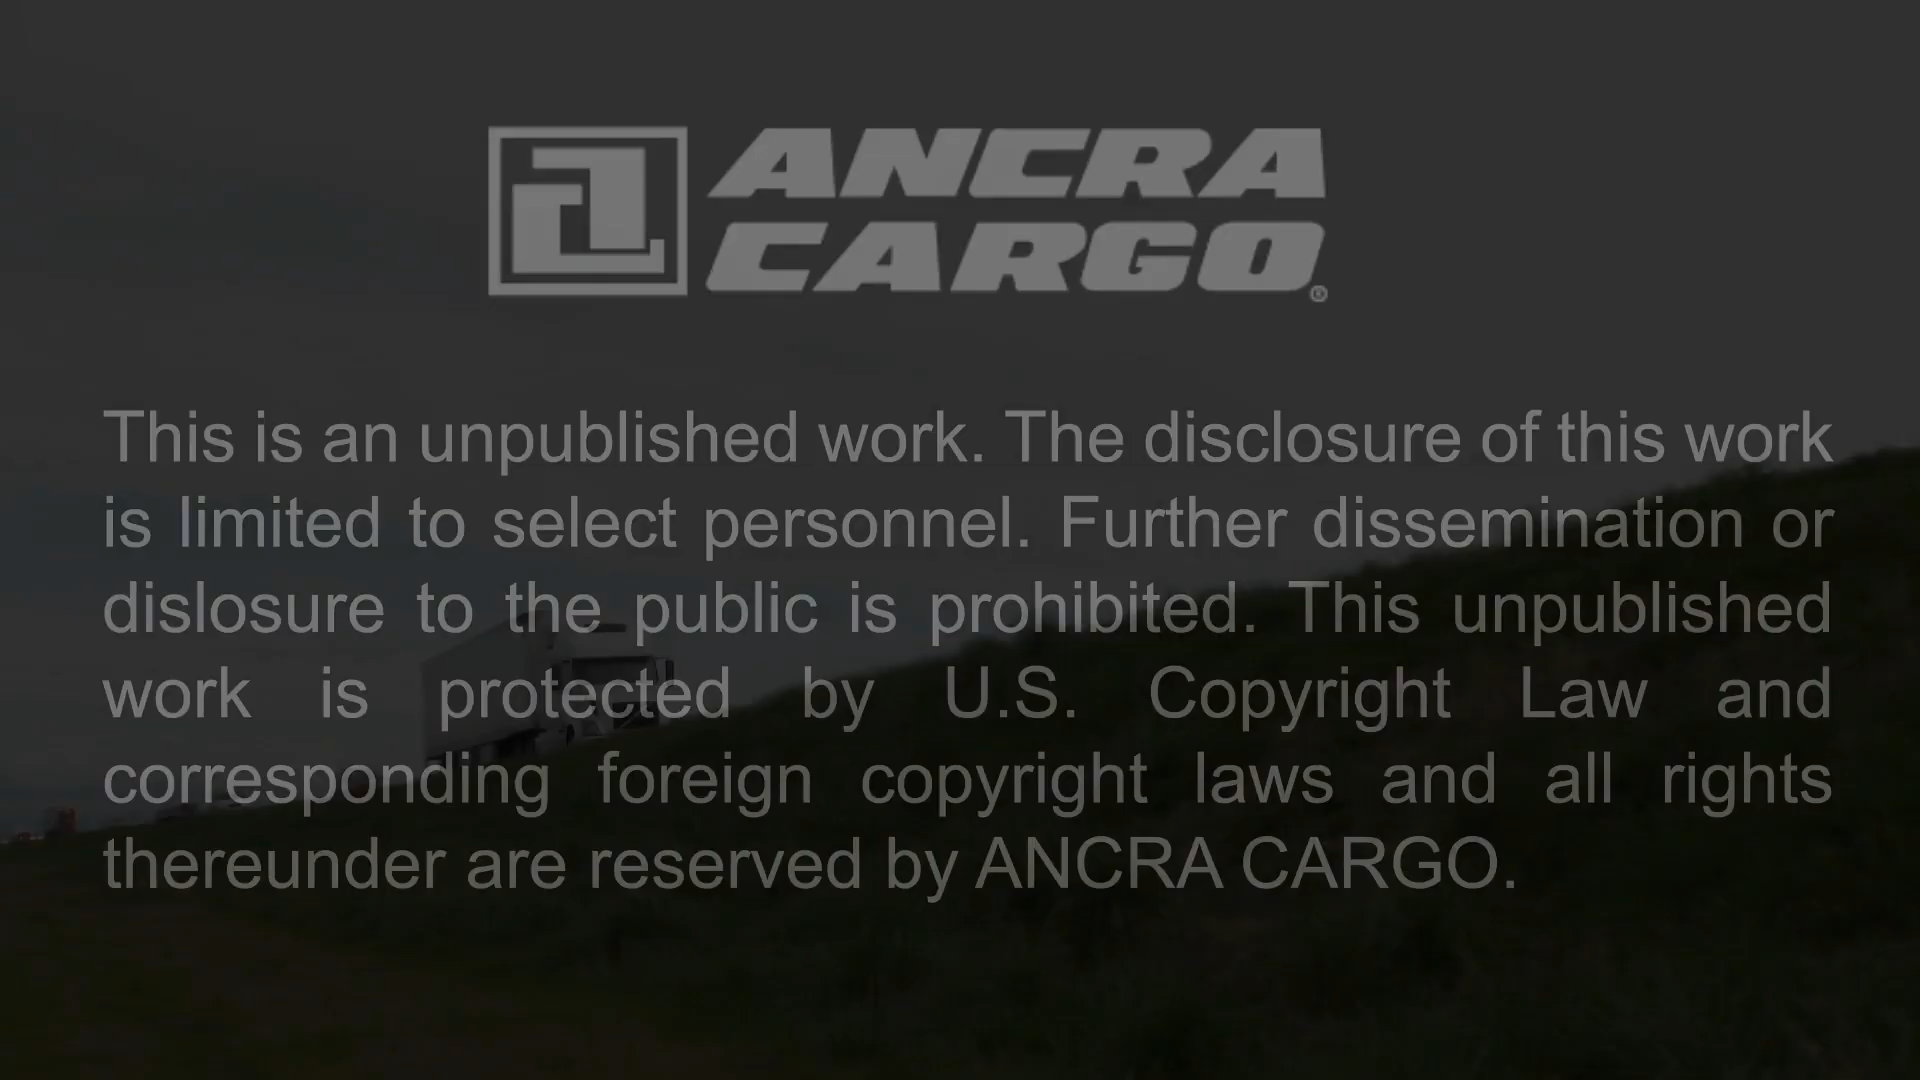 ANCRA
CARGO®
This is an unpublished work. The disclosure of this work
is limited to select personnel. Further dissemination or
dislosure to the public is prohibited. This unpublished
work is protected by U.S. Copyright Law and
corresponding foreign copyright laws and all rights
thereunder are reserved by ANCRA CARGO.